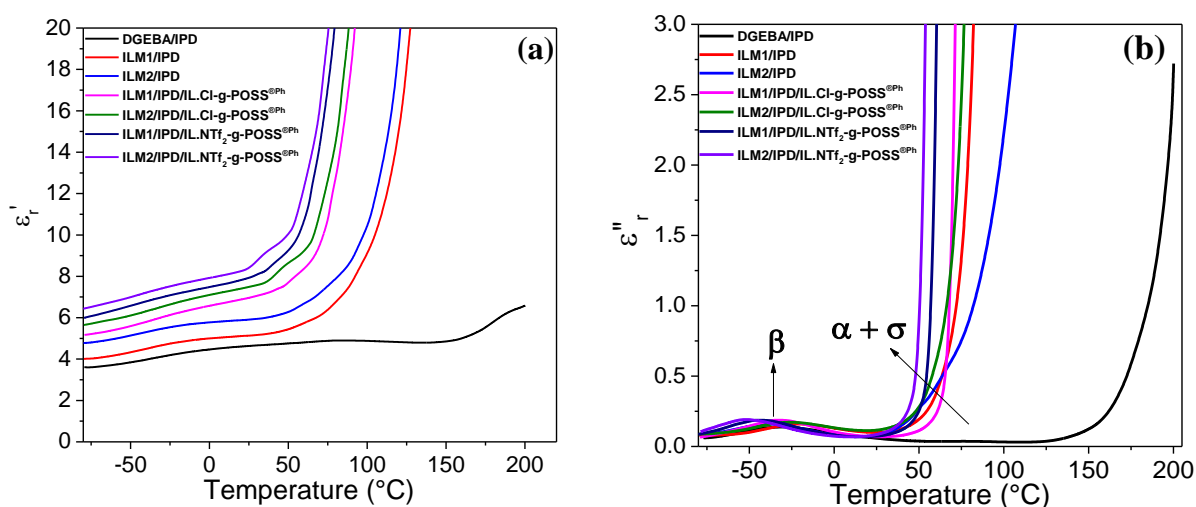 (a)
DGEBA/IPD
ILM1/IPD
ILM2/IPD
ILM1/IPD/IL.Cl-g-POSS®Ph
ILM2/IPD/IL.Cl-g-POSS®Ph
ILM1/IPD/IL.NTf2-g-POSS®Ph
ILM2/IPD/IL.NTf2-g-POSS®Ph
εr'
20
18
16
14
12
10
8
6
4
2
0
-50 0 50 100 150 200
Temperature (°C)
(b)
DGEBA/IPD
ILM1/IPD
ILM2/IPD
ILM1/IPD/IL.Cl-g-POSS®Ph
ILM2/IPD/IL.Cl-g-POSS®Ph
ILM1/IPD/IL.NTf2-g-POSS®Ph
ILM2/IPD/IL.NTf2-g-POSS®Ph
ε''r
3.0
2.5
2.0
1.5
1.0
0.5
0.0
α + σ
β
-50 0 50 100 150 200
Temperature (°C)